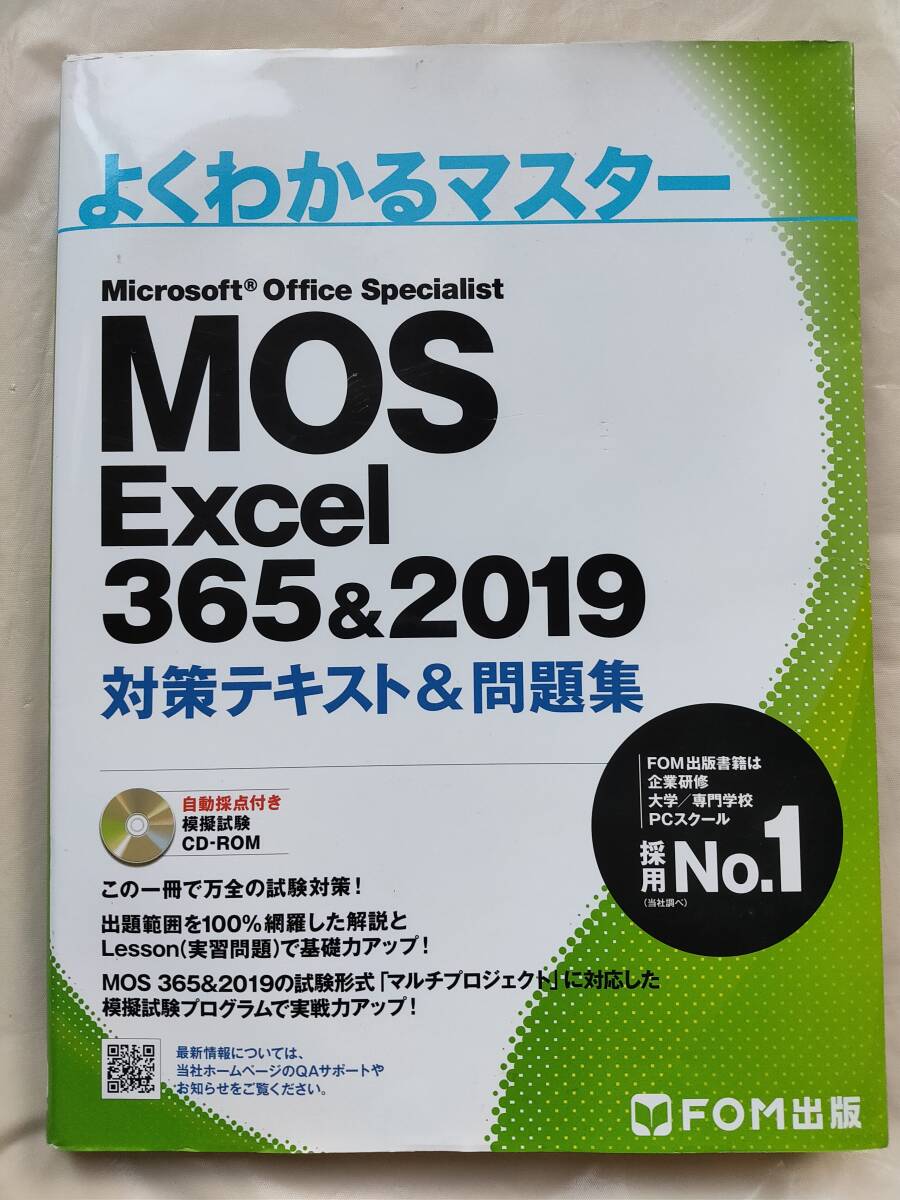 よくわかるマスター
Microsoft® Office Specialist
MOS
Excel
365&2019
対策テキスト&問題集
FOM出版書籍は
企業研修
大学/専門学校
PCスクール
採用 No.1
(当社調べ)
自動採点付き
模擬試験
CD-ROM
この一冊で万全の試験対策!
出題範囲を100%網羅した解説と
Lesson(実習問題)で基礎力アップ!
MOS 365&2019の試験形式「マルチプロジェクト」に対応した
模擬試験プログラムで実戦力アップ!
最新情報については、
当社ホームページのQAサポートや
お知らせをご覧ください。
FOM出版